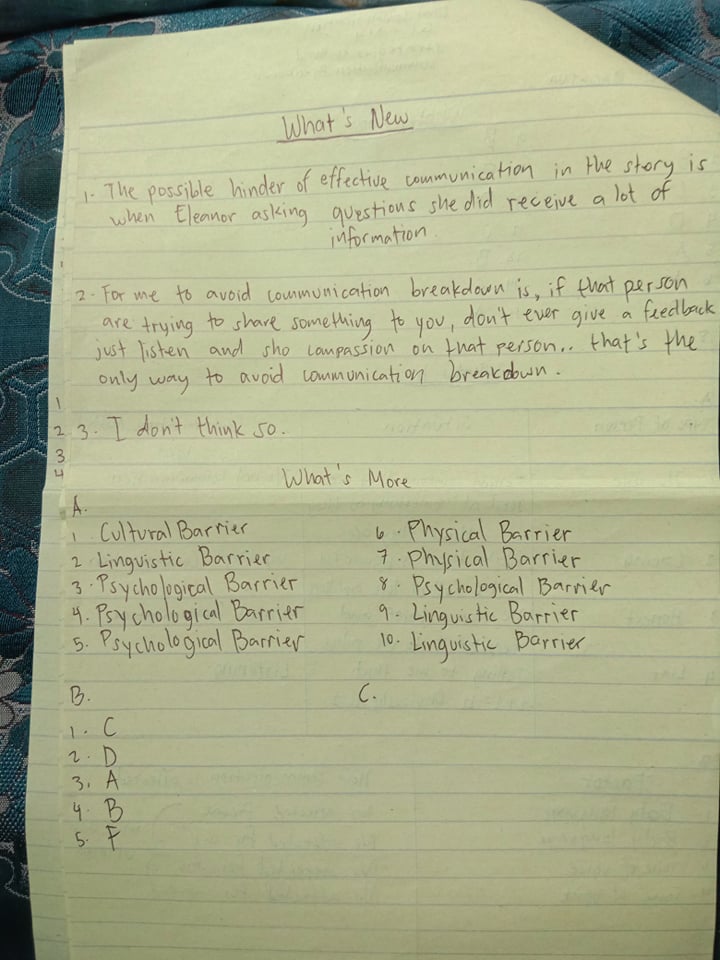 What's New
1- The possible hinder of effective communication in the story is
when Eleanor asking questions she did receive a lot of
information.
2- For me to avoid communication breakdown is, if that person
are trying to share something to you, don't ever give a feedback
just listen and sho compassion on that person.. that's the
only way to avoid communication breakdown.
1
2 3. I don't think so.
3
4 What's More
A.
1 Cultural Barrier
2 Linguistic Barrier
3. Psychological Barrier
4. Psychological Barrier
5. Psychological Barrier
6. Physical Barrier
7. Physical Barrier
8. Psychological Barrier
9. Linguistic Barrier
10. Linguistic Barrier
B.
1. C
2. D
3. A
4. B
5. F
C.